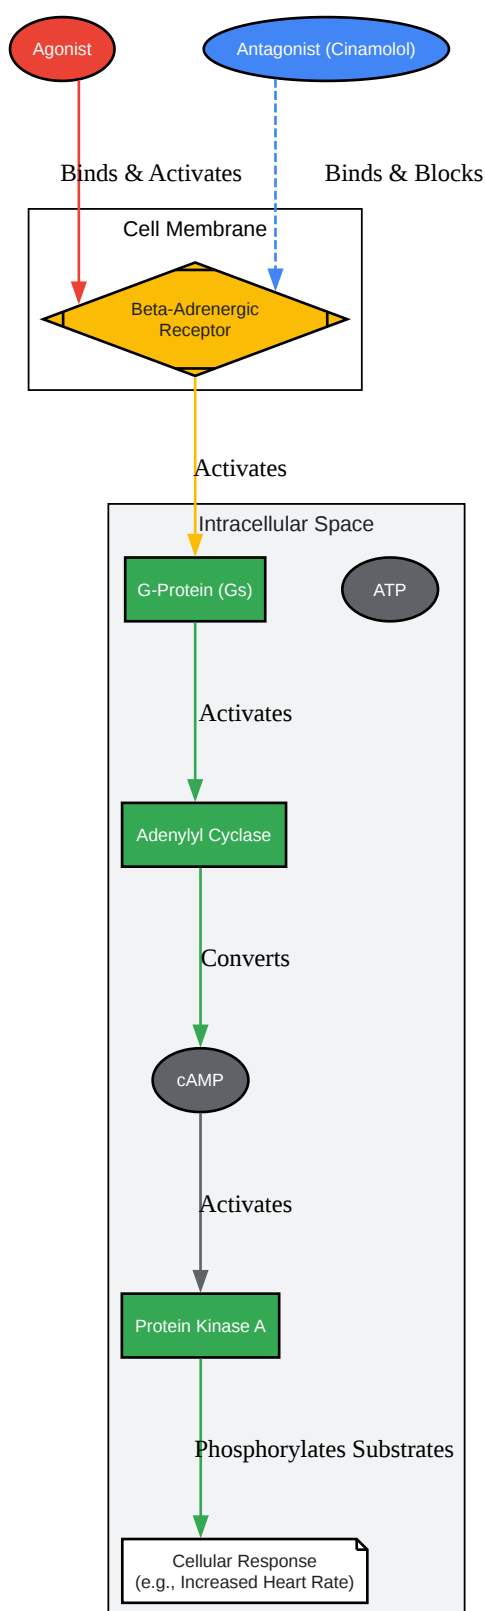 Agonist
Antagonist (Cinamolol)
Binds & Activates
Binds & Blocks
Cell Membrane
Beta-Adrenergic
Receptor
Activates
Intracellular Space
G-Protein (Gs)
ATP
Activates
Adenylyl Cyclase
Converts
cAMP
Activates
Protein Kinase A
Phosphorylates Substrates
Cellular Response
(e.g., Increased Heart Rate)